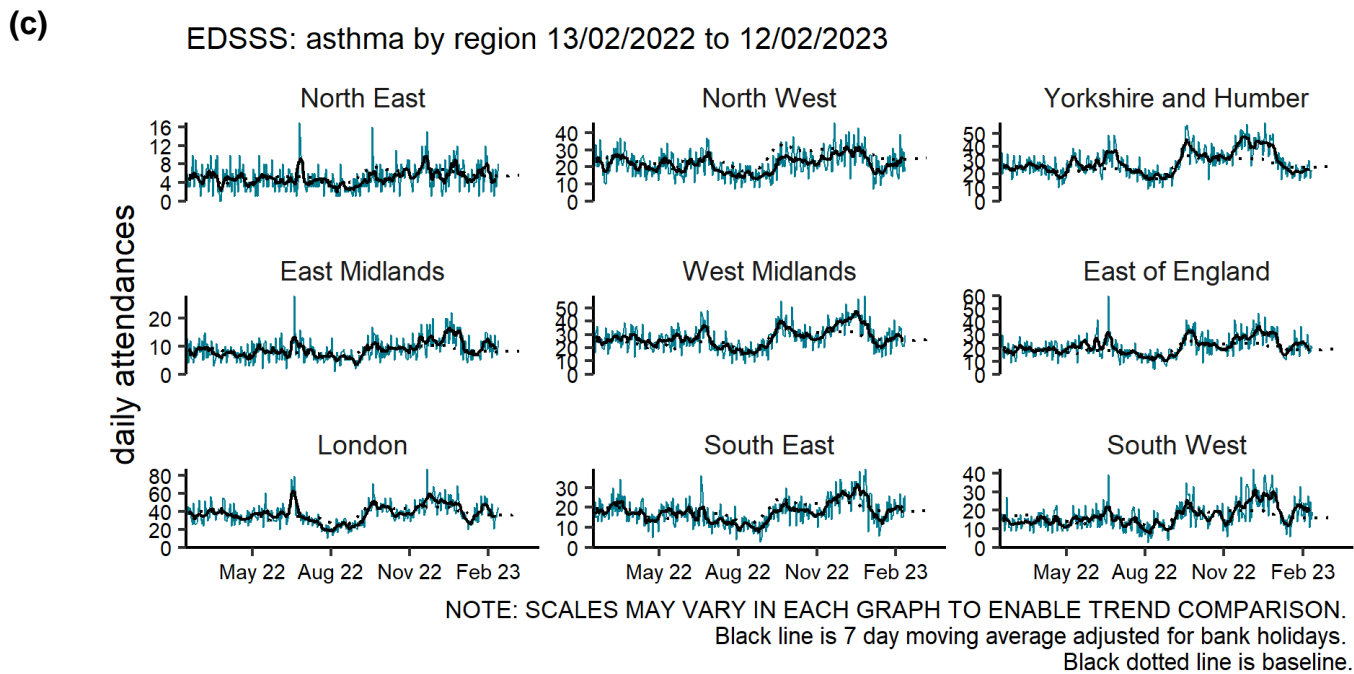 (c)
EDSSS: asthma by region 13/02/2022 to 12/02/2023
daily attendances
North East
16
12
8
4
0
North West
40
30
20
10
0
Yorkshire and Humber
50
40
30
20
10
0
East Midlands
20
10
0
West Midlands
50
40
30
20
10
0
East of England
60
50
40
30
20
10
0
London
80
60
40
20
0
South East
30
20
10
0
South West
40
30
20
10
0
May 22 Aug 22 Nov 22 Feb 23
May 22 Aug 22 Nov 22 Feb 23
May 22 Aug 22 Nov 22 Feb 23
NOTE: SCALES MAY VARY IN EACH GRAPH TO ENABLE TREND COMPARISON.
Black line is 7 day moving average adjusted for bank holidays.
Black dotted line is baseline.